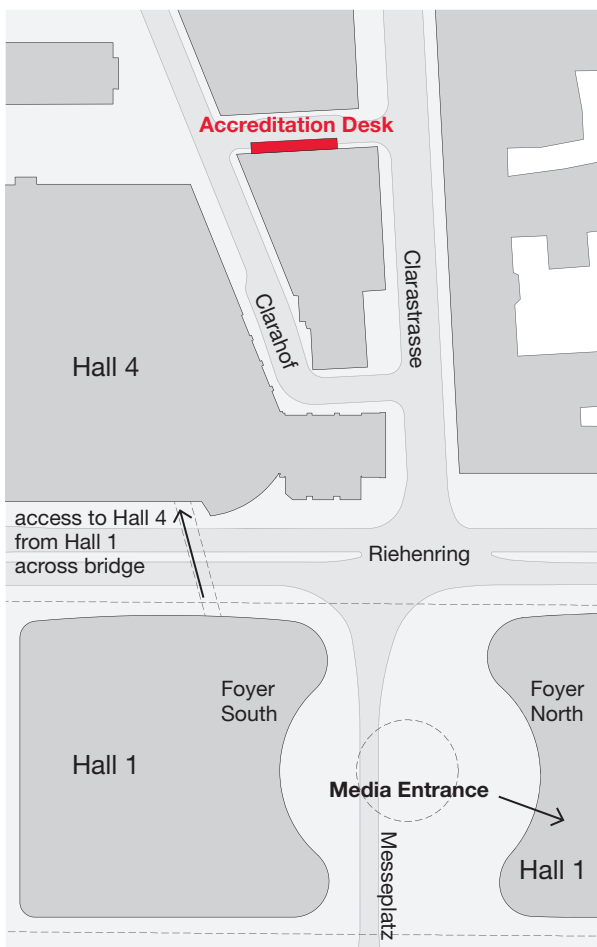 Accreditation Desk
Clarastrasse
Clarahof
Hall 4
access to Hall 4
from Hall 1
across bridge
Riehenring
Foyer
South
Foyer
North
Hall 1
Media Entrance
Messeplatz
Hall 1